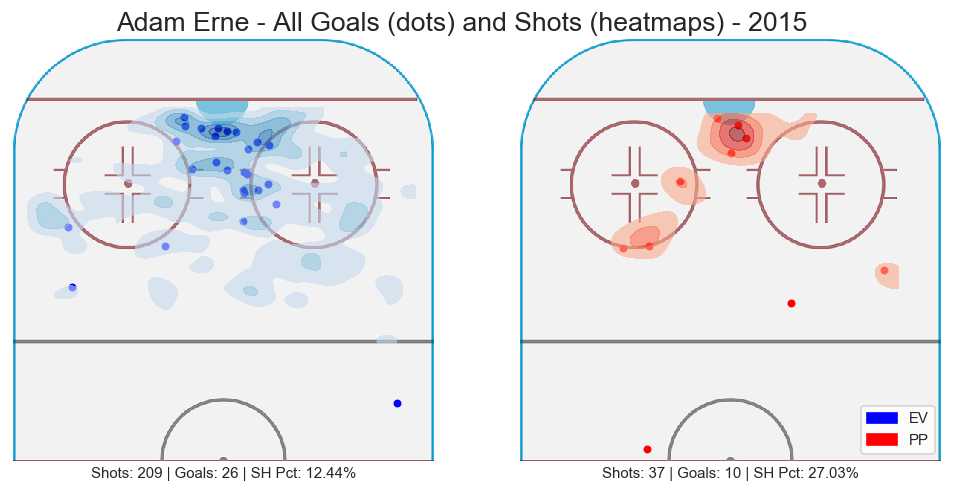 Adam Erne - All Goals (dots) and Shots (heatmaps) - 2015
EV
PP
Shots: 209 | Goals: 26 | SH Pct: 12.44%
Shots: 37 | Goals: 10 | SH Pct: 27.03%